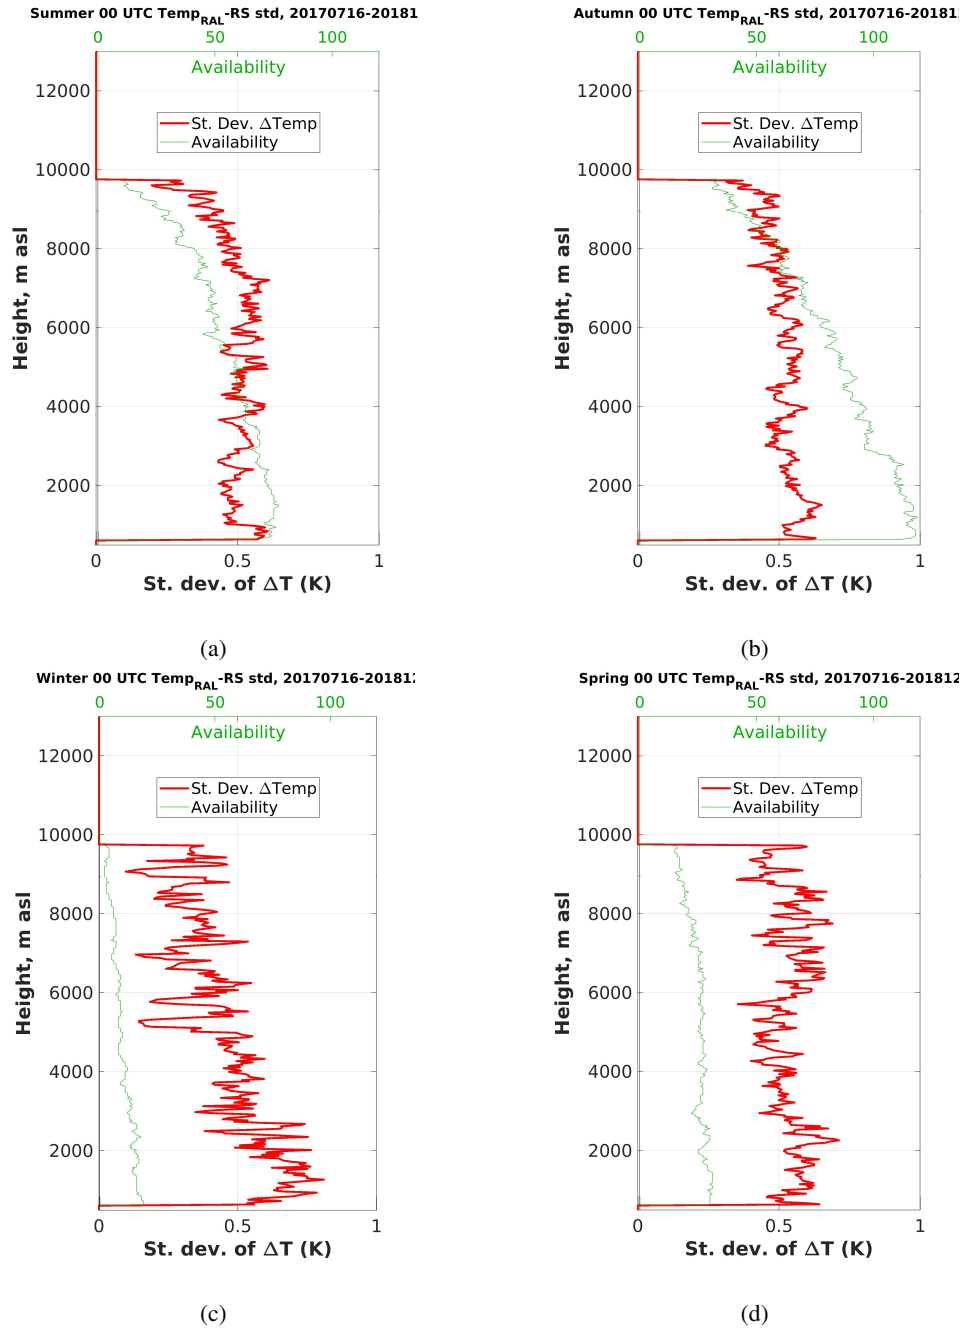 Summer 00 UTC Temp_RAL-RS std, 20170716-20181
0 50 100
Availability
12000
St. Dev. ΔTemp
Availability
10000
8000
6000
4000
2000
Height, m asl
0 0.5 1
St. dev. of ΔT (K)
(a)
Autumn 00 UTC Temp_RAL-RS std, 20170716-20181
0 50 100
Availability
12000
St. Dev. ΔTemp
Availability
10000
8000
6000
4000
2000
Height, m asl
0 0.5 1
St. dev. of ΔT (K)
(b)
Winter 00 UTC Temp_RAL-RS std, 20170716-201812
0 50 100
Availability
12000
St. Dev. ΔTemp
Availability
10000
8000
6000
4000
2000
Height, m asl
0 0.5 1
St. dev. of ΔT (K)
(c)
Spring 00 UTC Temp_RAL-RS std, 20170716-201812
0 50 100
Availability
12000
St. Dev. ΔTemp
Availability
10000
8000
6000
4000
2000
Height, m asl
0 0.5 1
St. dev. of ΔT (K)
(d)